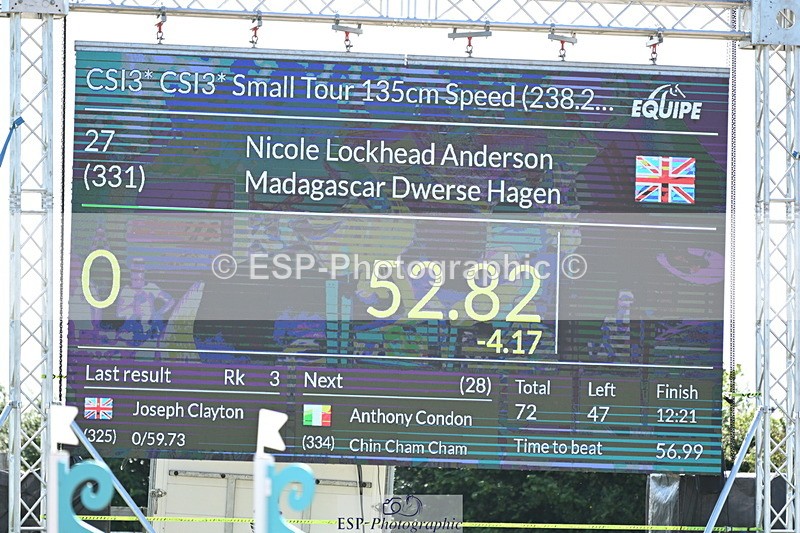 CSI3* CSI3* Small Tour 135cm Speed (238.2... EQUIPE
27 Nicole Lockhead Anderson
(331) Madagascar Dwerse Hagen
© ESP-Photographic ©
0 52.82
-4.17
Last result Rk 3 Next (28) Total Left Finish
Joseph Clayton Anthony Condon 72 47 12:21
(325) 0/59.73 (334) Chin Cham Cham Time to beat 56.99
ESP-Photographic